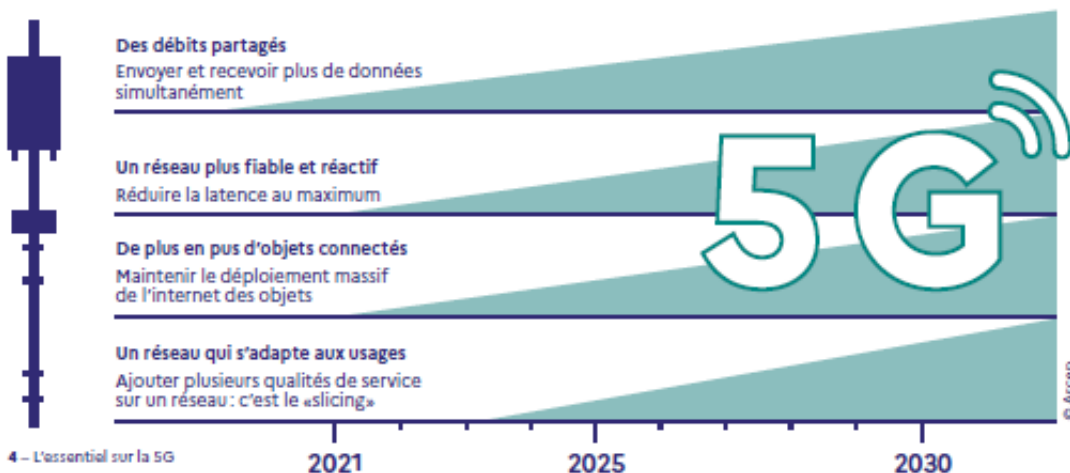 Des débits partagés
Envoyer et recevoir plus de données
simultanément
Un réseau plus fiable et réactif
Réduire la latence au maximum
De plus en pus d'objets connectés
Maintenir le déploiement massif
de l'internet des objets
Un réseau qui s'adapte aux usages
Ajouter plusieurs qualités de service
sur un réseau : c'est le «slicing»
5G
© Arcep
4 – L'essentiel sur la 5G
2021
2025
2030